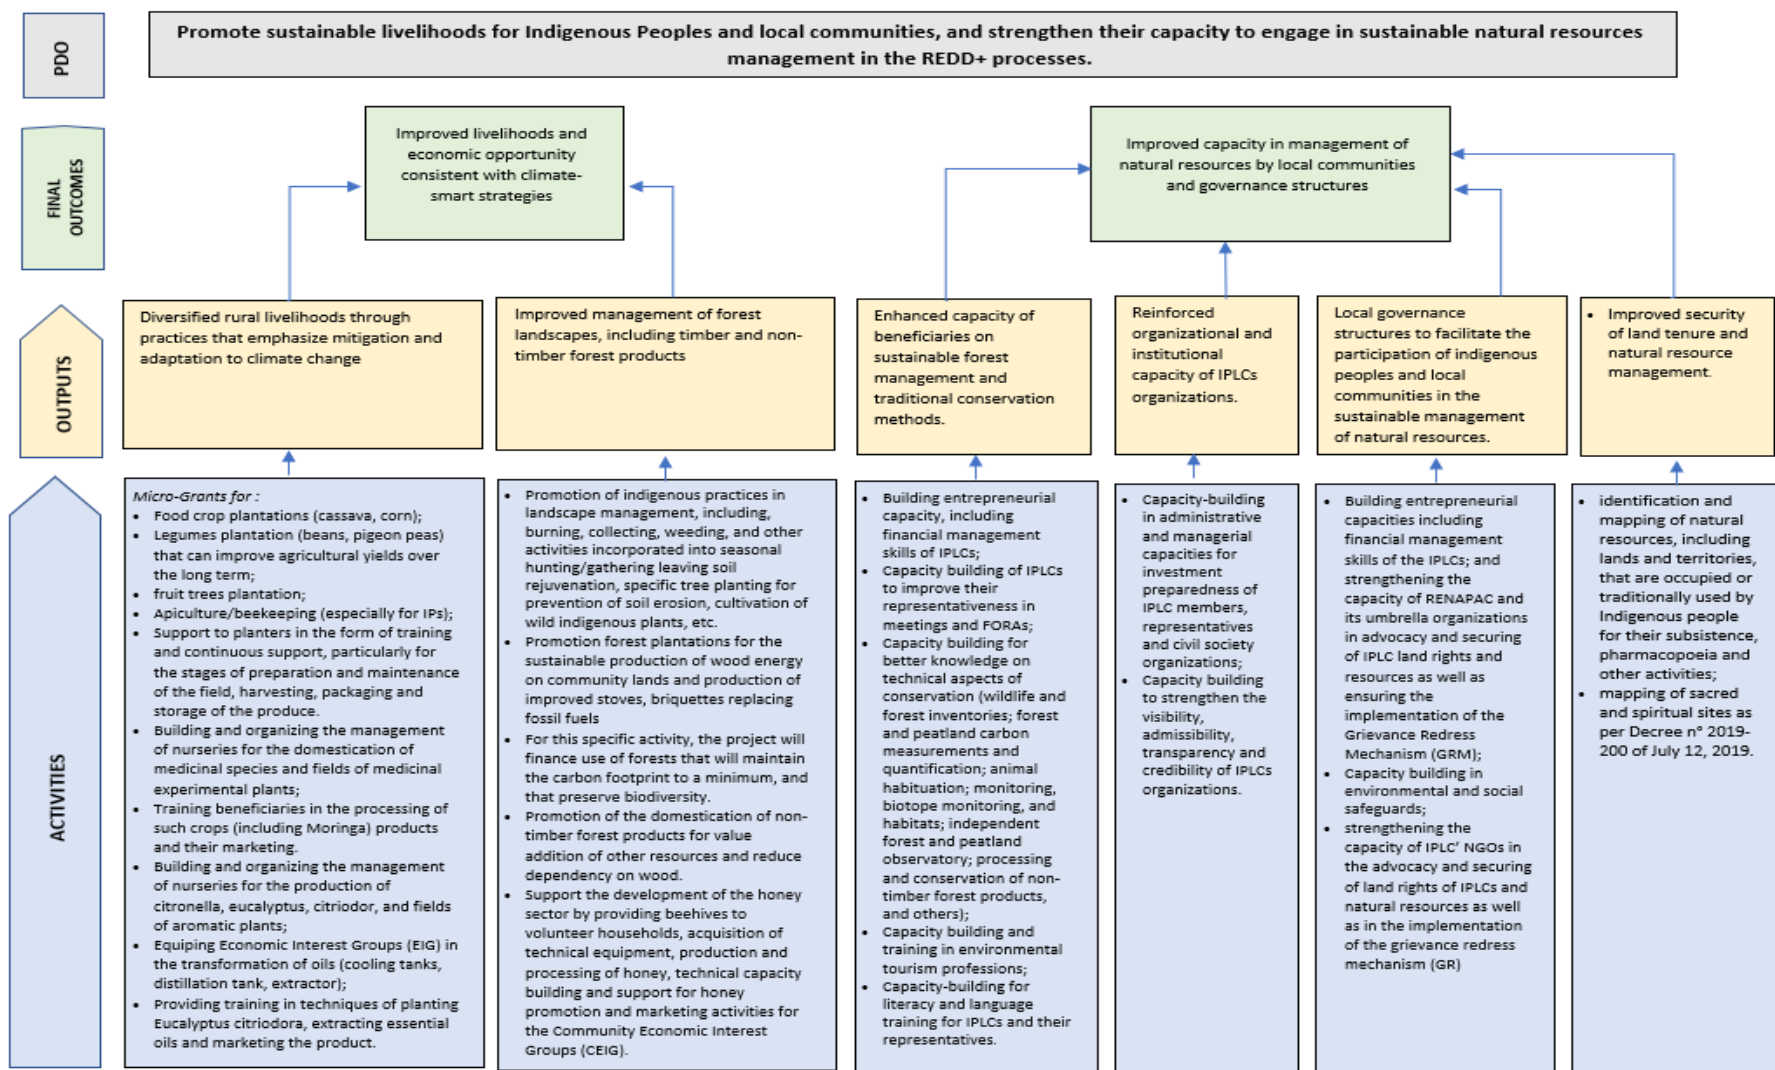 PDO
Promote sustainable livelihoods for Indigenous Peoples and local communities, and strengthen their capacity to engage in sustainable natural resources
management in the REDD+ processes.
FINAL
OUTCOMES
Improved livelihoods and
economic opportunity
consistent with climate-
smart strategies
Improved capacity in management of
natural resources by local communities
and governance structures
OUTPUTS
Diversified rural livelihoods through
practices that emphasize mitigation and
adaptation to climate change
Improved management of forest
landscapes, including timber and non-
timber forest products
Enhanced capacity of
beneficiaries on
sustainable forest
management and
traditional conservation
methods.
Reinforced
organizational and
institutional
capacity of IPLCs
organizations.
Local governance
structures to facilitate the
participation of indigenous
peoples and local
communities in the
sustainable management
of natural resources.
• Improved security
of land tenure and
natural resource
management.
ACTIVITIES
Micro-Grants for :
• Food crop plantations (cassava, corn);
• Legumes plantation (beans, pigeon peas)
that can improve agricultural yields over
the long term;
• fruit trees plantation;
• Apiculture/beekeeping (especially for IPs);
• Support to planters in the form of training
and continuous support, particularly for
the stages of preparation and maintenance
of the field, harvesting, packaging and
storage of the produce.
• Building and organizing the management
of nurseries for the domestication of
medicinal species and fields of medicinal
experimental plants;
• Training beneficiaries in the processing of
such crops (including Moringa) products
and their marketing.
• Building and organizing the management
of nurseries for the production of
citronella, eucalyptus, citriodor, and fields
of aromatic plants;
• Equiping Economic Interest Groups (EIG) in
the transformation of oils (cooling tanks,
distillation tank, extractor);
• Providing training in techniques of planting
Eucalyptus citriodora, extracting essential
oils and marketing the product.
• Promotion of indigenous practices in
landscape management, including,
burning, collecting, weeding, and other
activities incorporated into seasonal
hunting/gathering leaving soil
rejuvenation, specific tree planting for
prevention of soil erosion, cultivation of
wild indigenous plants, etc.
• Promotion forest plantations for the
sustainable production of wood energy
on community lands and production of
improved stoves, briquettes replacing
fossil fuels
• For this specific activity, the project will
finance use of forests that will maintain
the carbon footprint to a minimum, and
that preserve biodiversity.
• Promotion of the domestication of non-
timber forest products for value
addition of other resources and reduce
dependency on wood.
• Support the development of the honey
sector by providing beehives to
volunteer households, acquisition of
technical equipment, production and
processing of honey, technical capacity
building and support for honey
promotion and marketing activities for
the Community Economic Interest
Groups (CEIG).
• Building entrepreneurial
capacity, including
financial management
skills of IPLCs;
• Capacity building of IPLCs
to improve their
representativeness in
meetings and FORAs;
• Capacity building for
better knowledge on
technical aspects of
conservation (wildlife and
forest inventories; forest
and peatland carbon
measurements and
quantification; animal
habituation; monitoring,
biotope monitoring, and
habitats; independent
forest and peatland
observatory; processing
and conservation of non-
timber forest products,
and others);
• Capacity building and
training in environmental
tourism professions;
• Capacity-building for
literacy and language
training for IPLCs and their
representatives.
• Capacity-building
in administrative
and managerial
capacities for
investment
preparedness of
IPLC members,
representatives
and civil society
organizations;
• Capacity building
to strengthen the
visibility,
admissibility,
transparency and
credibility of IPLCs
organizations.
• Building entrepreneurial
capacities including
financial management
skills of the IPLCs; and
strengthening the
capacity of RENAPAC and
its umbrella organizations
in advocacy and securing
of IPLC land rights and
resources as well as
ensuring the
implementation of the
Grievance Redress
Mechanism (GRM);
• Capacity building in
environmental and social
safeguards;
• strengthening the
capacity of IPLC' NGOs in
the advocacy and securing
of land rights of IPLCs and
natural resources as well
as in the implementation
of the grievance redress
mechanism (GR)
• identification and
mapping of natural
resources, including
lands and territories,
that are occupied or
traditionally used by
Indigenous people
for their subsistence,
pharmacopoeia and
other activities;
• mapping of sacred
and spiritual sites as
per Decree n° 2019-
200 of July 12, 2019.